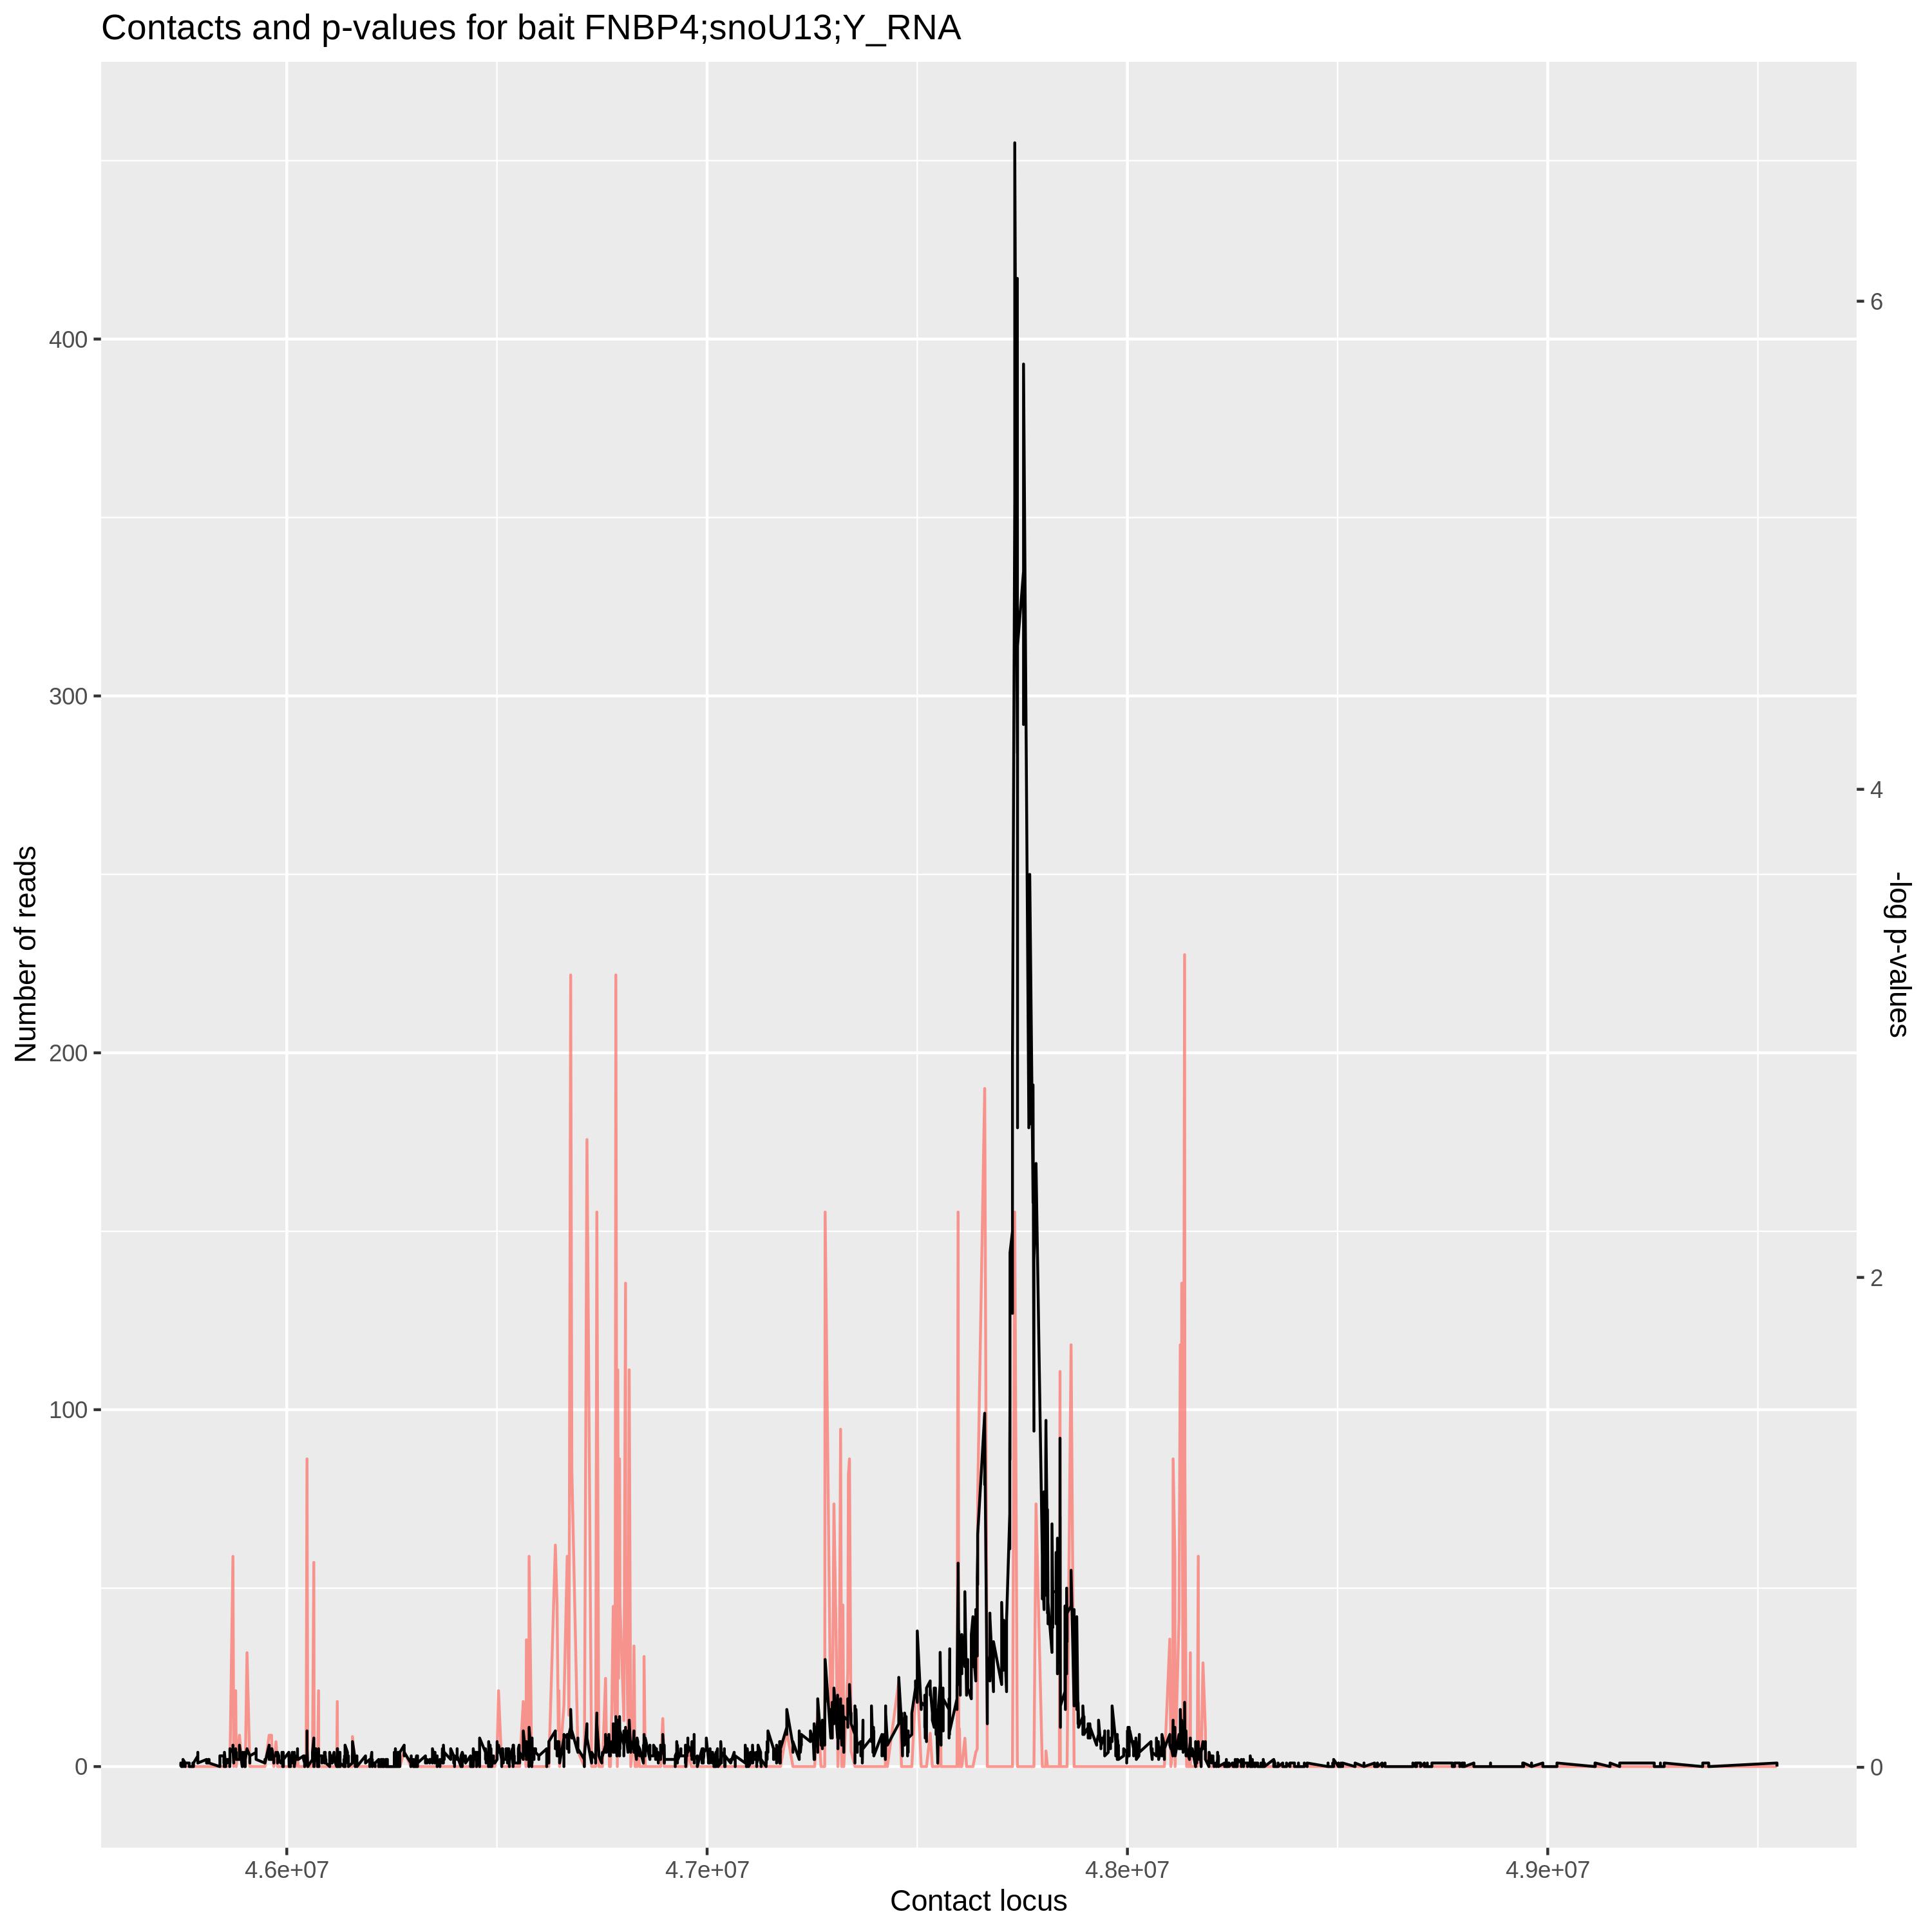 Contacts and p-values for bait FNBP4;snoU13;Y_RNA
Number of reads
400
300
200
100
0
6
4
2
0
-log p-values
4.6e+07
4.7e+07
4.8e+07
4.9e+07
Contact locus